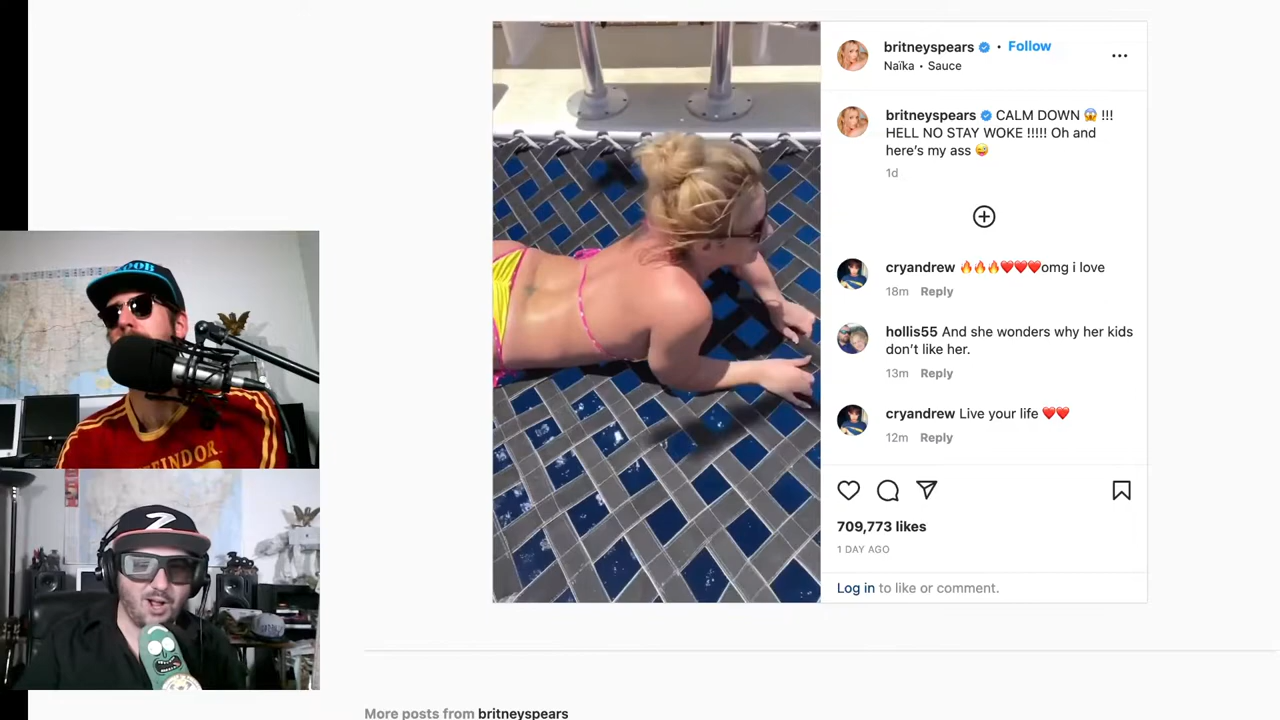 britneyspears • Follow
Naïka • Sauce
britneyspears CALM DOWN 😱 !!!
HELL NO STAY WOKE !!!!! Oh and
here's my ass 😜
1d
cryandrew 🔥🔥🔥❤️❤️❤️omg i love
18m Reply
hollis55 And she wonders why her kids
don't like her.
13m Reply
cryandrew Live your life ❤️❤️
12m Reply
709,773 likes
1 DAY AGO
Log in to like or comment.
More posts from britneyspears
Z